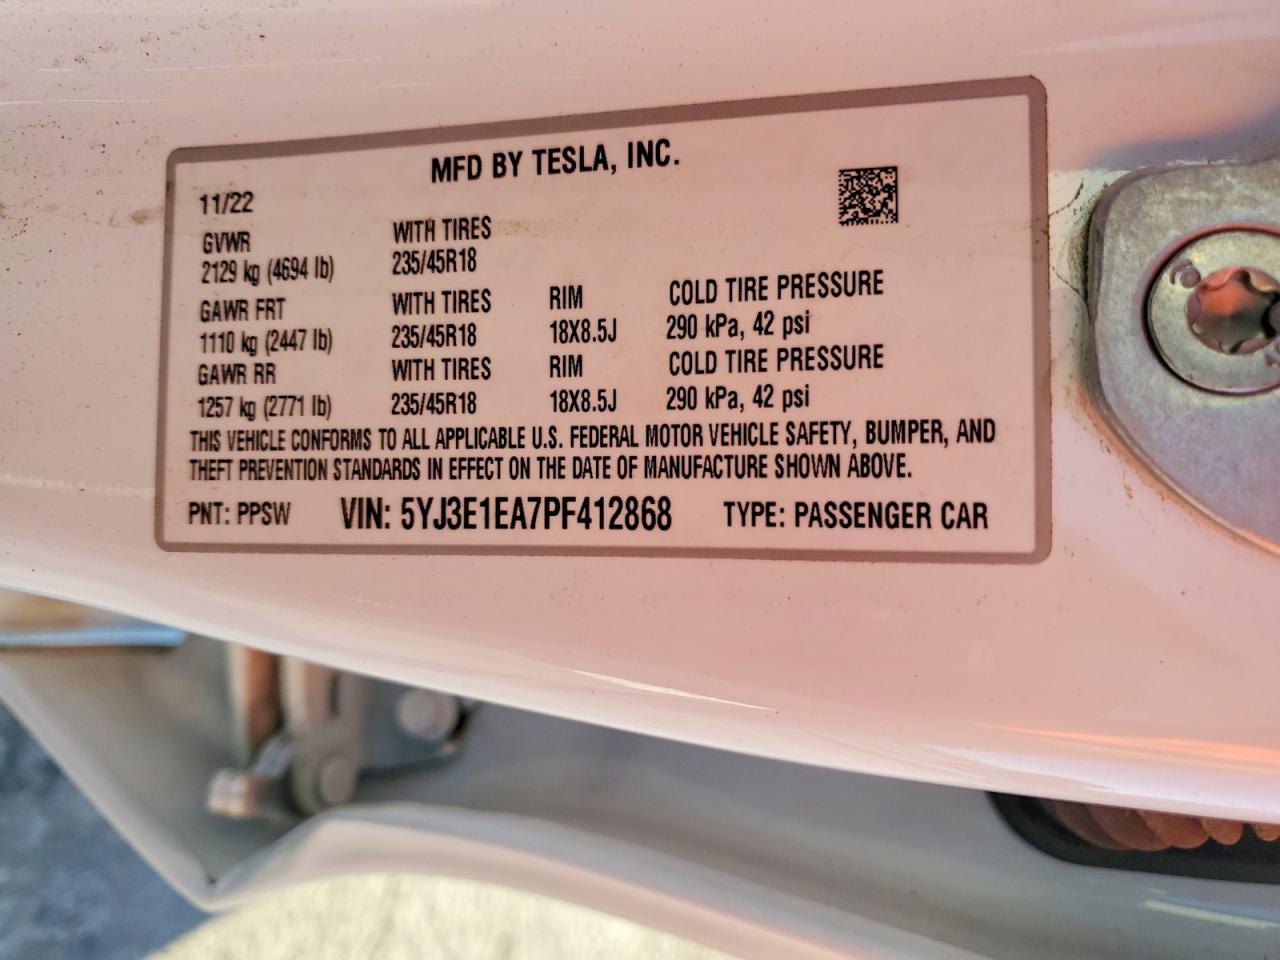 MFD BY TESLA, INC.
11/22
GVWR WITH TIRES
2129 kg (4694 lb) 235/45R18
GAWR FRT WITH TIRES RIM COLD TIRE PRESSURE
1110 kg (2447 lb) 235/45R18 18X8.5J 290 kPa, 42 psi
GAWR RR WITH TIRES RIM COLD TIRE PRESSURE
1257 kg (2771 lb) 235/45R18 18X8.5J 290 kPa, 42 psi
THIS VEHICLE CONFORMS TO ALL APPLICABLE U.S. FEDERAL MOTOR VEHICLE SAFETY, BUMPER, AND
THEFT PREVENTION STANDARDS IN EFFECT ON THE DATE OF MANUFACTURE SHOWN ABOVE.
PNT: PPSW VIN: 5YJ3E1EA7PF412868 TYPE: PASSENGER CAR